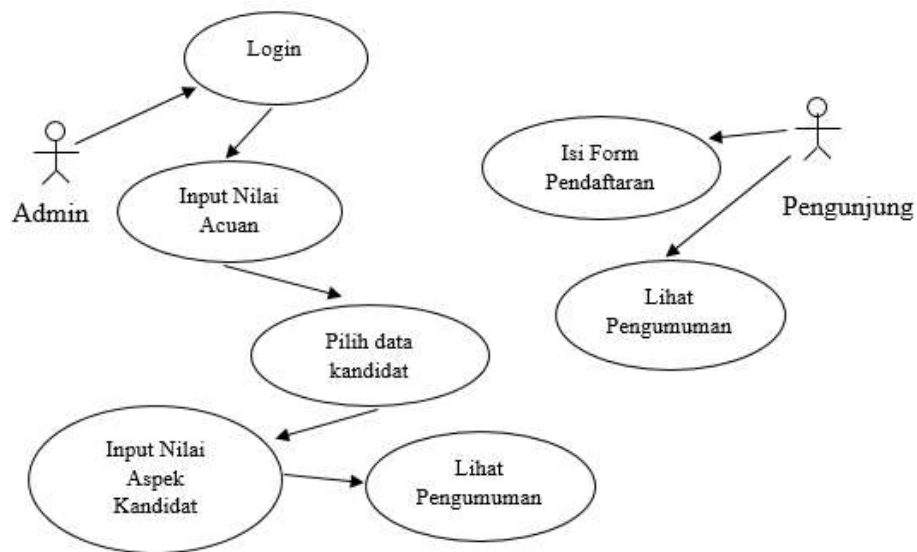 Login
Admin
Input Nilai
Acuan
Pilih data
kandidat
Input Nilai
Aspek
Kandidat
Lihat
Pengumuman
Isi Form
Pendaftaran
Pengunjung
Lihat
Pengumuman